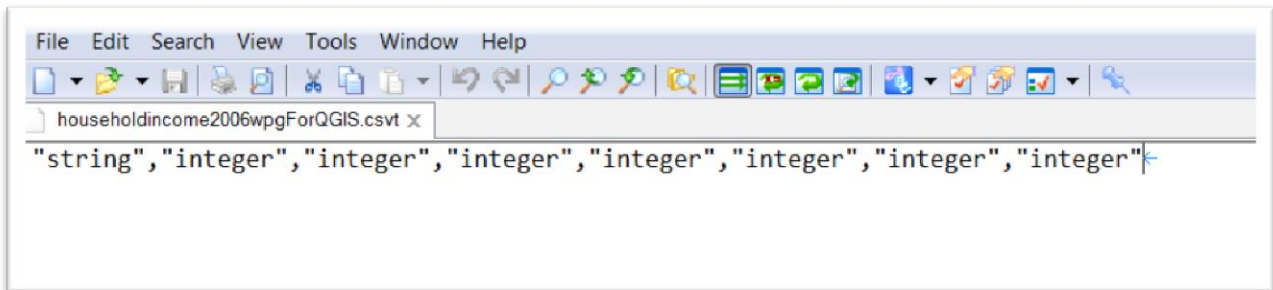 File Edit Search View Tools Window Help
householdincome2006wpgForQGIS.csvt
"string","integer","integer","integer","integer","integer","integer","integer"